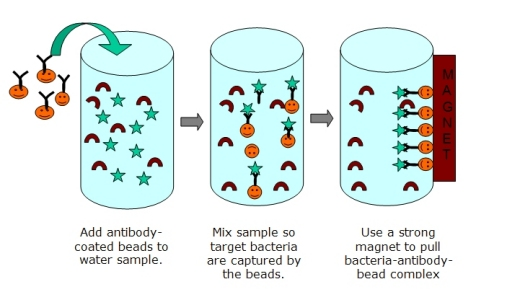 MAGNET
Add antibody-
coated beads to
water sample.
Mix sample so
target bacteria
are captured by
the beads.
Use a strong
magnet to pull
bacteria-antibody-
bead complex